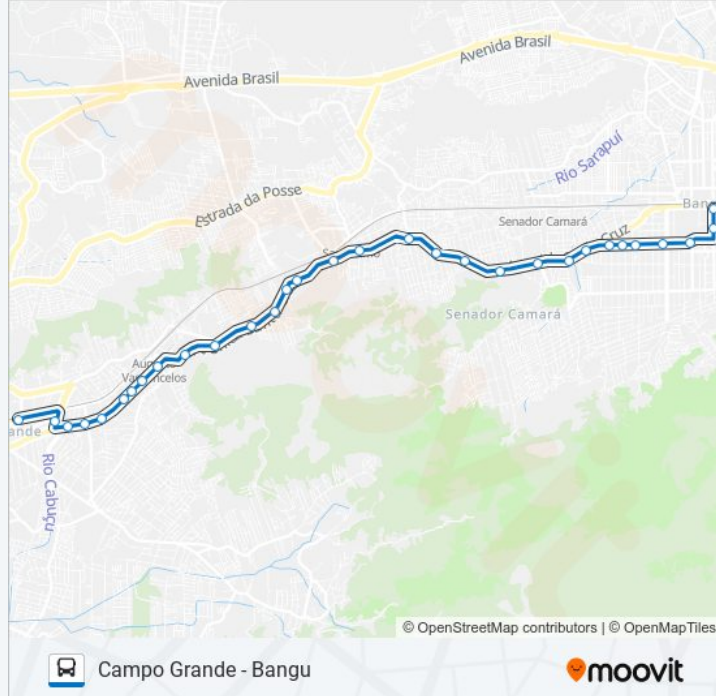 Avenida Brasil
Avenida Brasil
Rio Sarapuí
Estrada da Posse
Senador Camará
Cruz
Senador Camará
Rio Cabuçu
© OpenStreetMap contributors | © OpenMapTiles
Campo Grande - Bangu
moovit